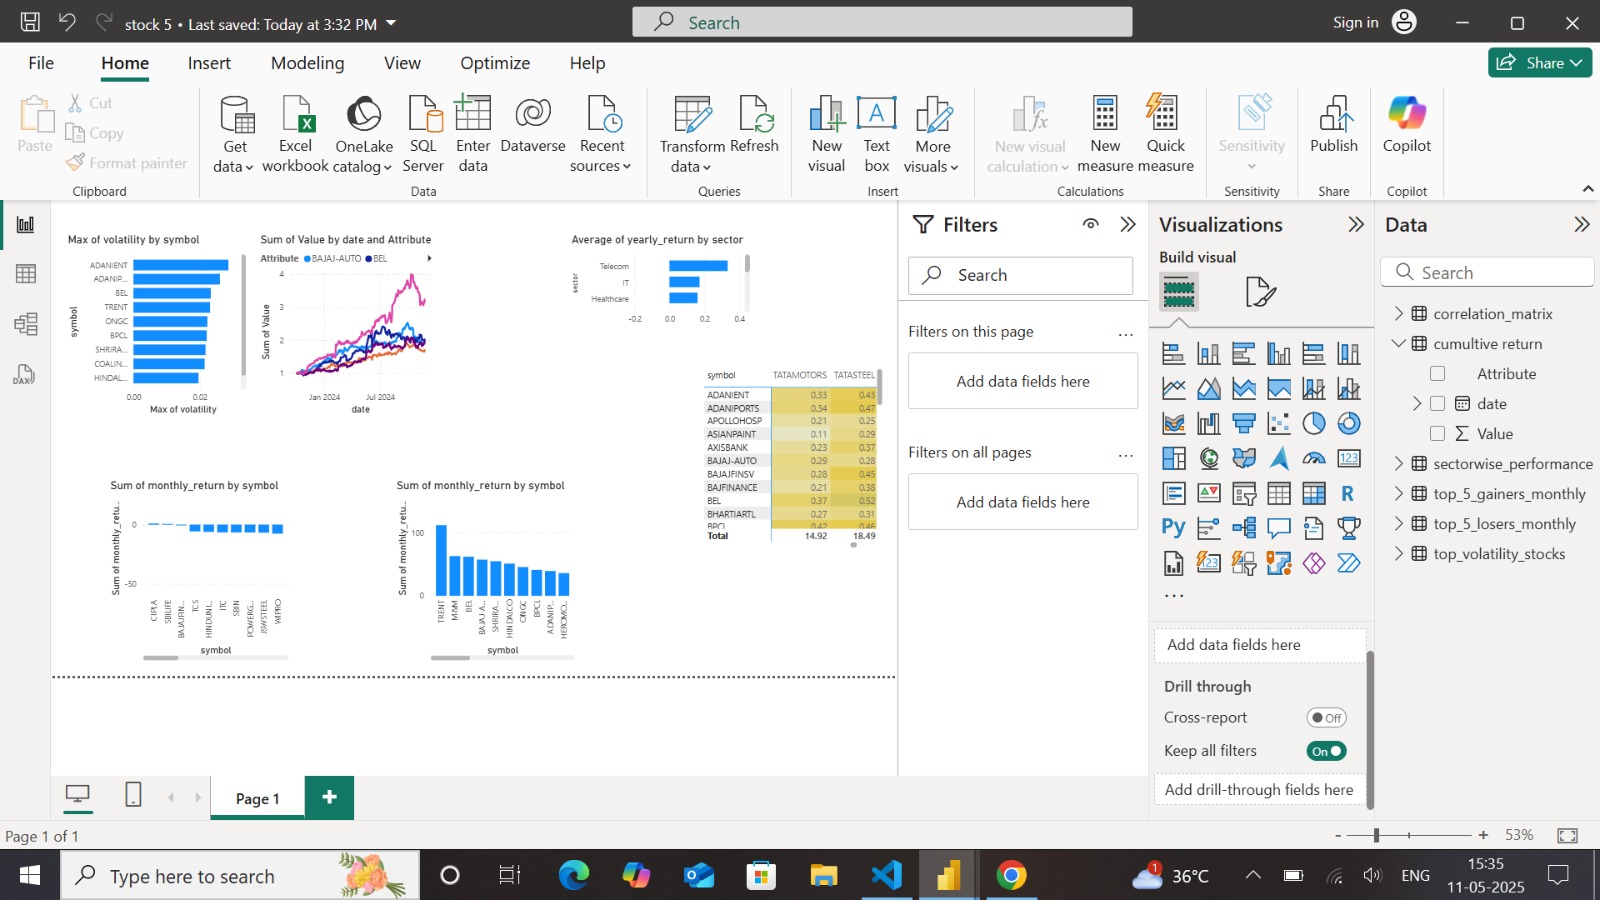 stock 5 • Last saved: Today at 3:32 PM
Search
Sign in
File Home Insert Modeling View Optimize Help
Share
Paste
Cut
Copy
Format painter
Clipboard
Get data
Excel workbook
OneLake catalog
SQL Server
Enter data
Dataverse
Recent sources
Data
Transform data
Refresh
Queries
New visual
Text box
More visuals
Insert
New visual calculation
New measure
Quick measure
Calculations
Sensitivity
Sensitivity
Publish
Share
Copilot
Copilot
Max of volatility by symbol
symbol
ADANIENT
ADANIP...
BEL
TRENT
ONGC
BPCL
SHRIRA...
COALIN...
HINDAL...
0.00 0.02
Max of volatility
Sum of Value by date and Attribute
Attribute BAJAJ-AUTO BEL
Sum of Value
4
3
2
1
Jan 2024 Jul 2024
date
Average of yearly_return by sector
sector
Telecom
IT
Healthcare
-0.2 0.0 0.2 0.4
symbol TATAMOTORS TATASTEEL
ADANIENT 0.33 0.43
ADANIPORTS 0.34 0.47
APOLLOHOSP 0.21 0.25
ASIANPAINT 0.11 0.29
AXISBANK 0.23 0.37
BAJAJ-AUTO 0.29 0.28
BAJAJFINSV 0.28 0.45
BAJFINANCE 0.21 0.38
BEL 0.37 0.52
BHARTIARTL 0.27 0.31
BPCL 0.42 0.46
Total 14.92 18.49
Sum of monthly_return by symbol
Sum of monthly_retu...
0
-50
CIPLA
SBILIFE
BAJAJFIN...
TCS
HINDUNI...
ITC
SBIN
POWERG...
JSWSTEEL
WIPRO
symbol
Sum of monthly_return by symbol
Sum of monthly_retu...
100
0
TRENT
M&M
BEL
BAJAJ-A...
SHRIRA...
HINDALCO
ONGC
BPCL
ADANIP...
HEROMO...
symbol
Filters
Search
Filters on this page ...
Add data fields here
Filters on all pages ...
Add data fields here
Visualizations
Build visual
123
R
Py
123
...
Add data fields here
Drill through
Cross-report Off
Keep all filters On
Add drill-through fields here
Data
Search
correlation_matrix
cumultive return
Attribute
date
Σ Value
sectorwise_performance
top_5_gainers_monthly
top_5_losers_monthly
top_volatility_stocks
DAX
Page 1
+
Page 1 of 1
- + 53%
Type here to search
1
36°C
ENG
15:35
11-05-2025